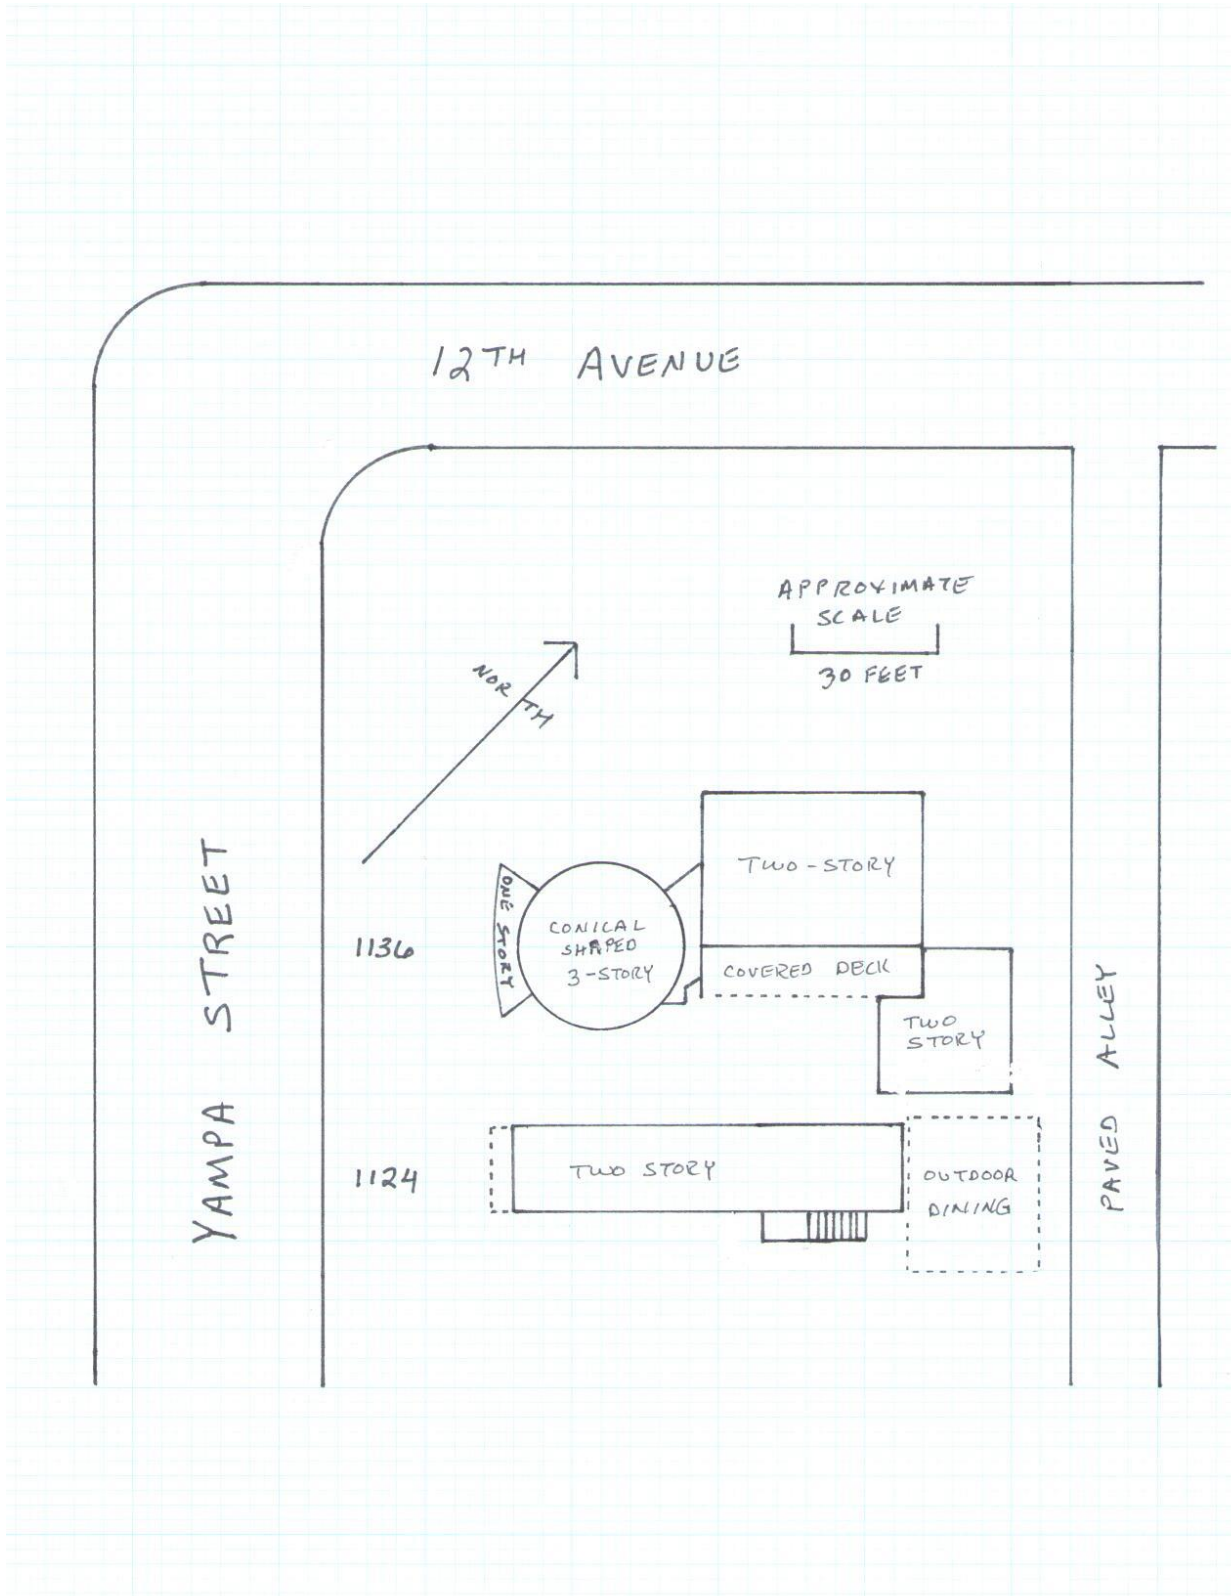 12TH AVENUE
APPROXIMATE
SCALE
30 FEET
NORTH
YAMPA STREET
1136
ONE STORY
CONICAL
SHAPED
3-STORY
TWO-STORY
COVERED DECK
TWO
STORY
PAVED ALLEY
1124
TWO STORY
OUTDOOR
DINING